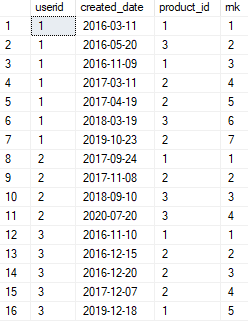 userid created_date product_id rnk
1 1 2016-03-11 1 1
2 1 2016-05-20 3 2
3 1 2016-11-09 1 3
4 1 2017-03-11 2 4
5 1 2017-04-19 2 5
6 1 2018-03-19 3 6
7 1 2019-10-23 2 7
8 2 2017-09-24 1 1
9 2 2017-11-08 2 2
10 2 2018-09-10 3 3
11 2 2020-07-20 3 4
12 3 2016-11-10 1 1
13 3 2016-12-15 2 2
14 3 2016-12-20 2 3
15 3 2017-12-07 2 4
16 3 2019-12-18 1 5